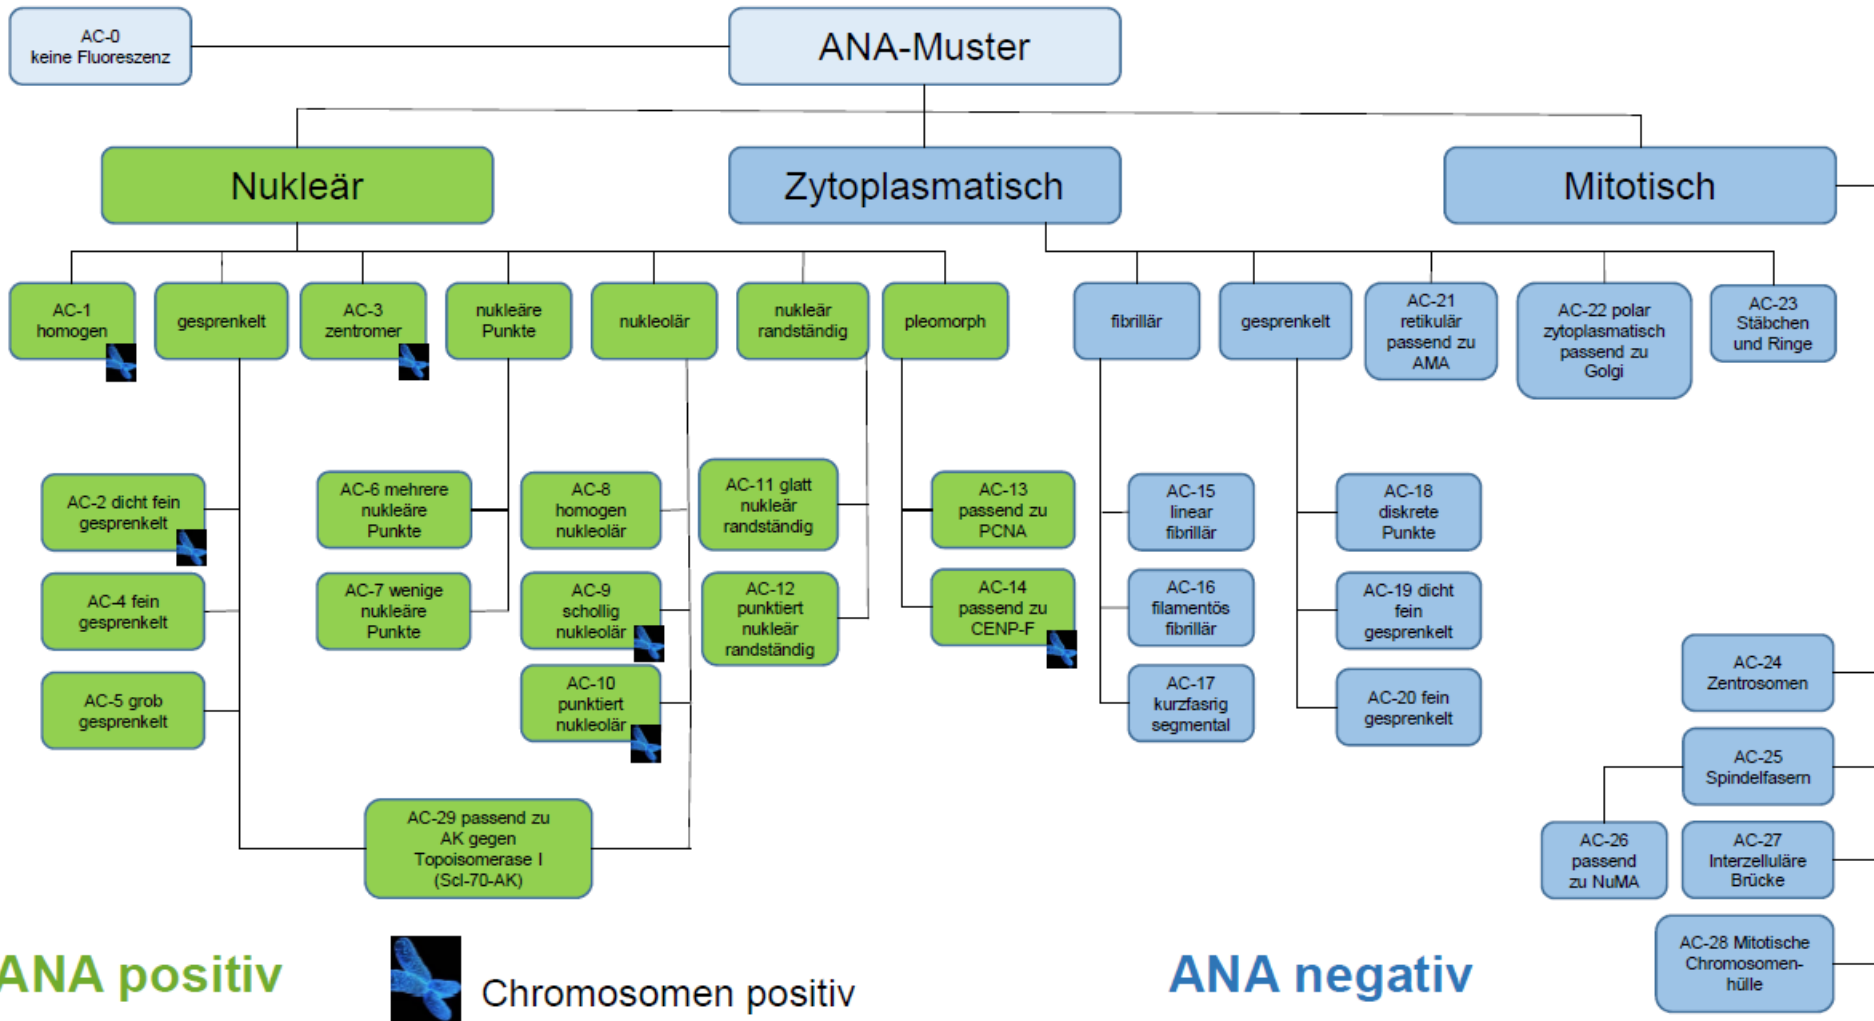 AC-0
keine Fluoreszenz
ANA-Muster
Nukleär
Zytoplasmatisch
Mitotisch
AC-1
homogen
gesprenkelt
AC-3
zentromer
nukleäre
Punkte
nukleolär
nukleär
randständig
pleomorph
fibrillär
gesprenkelt
AC-21
retikulär
passend zu
AMA
AC-22 polar
zytoplasmatisch
passend zu
Golgi
AC-23
Stäbchen
und Ringe
AC-2 dicht fein
gesprenkelt
AC-6 mehrere
nukleäre
Punkte
AC-8
homogen
nukleolär
AC-11 glatt
nukleär
randständig
AC-13
passend zu
PCNA
AC-15
linear
fibrillär
AC-18
diskrete
Punkte
AC-4 fein
gesprenkelt
AC-7 wenige
nukleäre
Punkte
AC-9
schollig
nukleolär
AC-12
punktiert
nukleär
randständig
AC-14
passend zu
CENP-F
AC-16
filamentös
fibrillär
AC-19 dicht
fein
gesprenkelt
AC-5 grob
gesprenkelt
AC-10
punktiert
nukleolär
AC-17
kurzfasrig
segmental
AC-20 fein
gesprenkelt
AC-24
Zentrosomen
AC-25
Spindelfasern
AC-29 passend zu
AK gegen
Topoisomerase I
(Scl-70-AK)
AC-26
passend
zu NuMA
AC-27
Interzelluläre
Brücke
AC-28 Mitotische
Chromosomen-
hülle
ANA positiv
Chromosomen positiv
ANA negativ